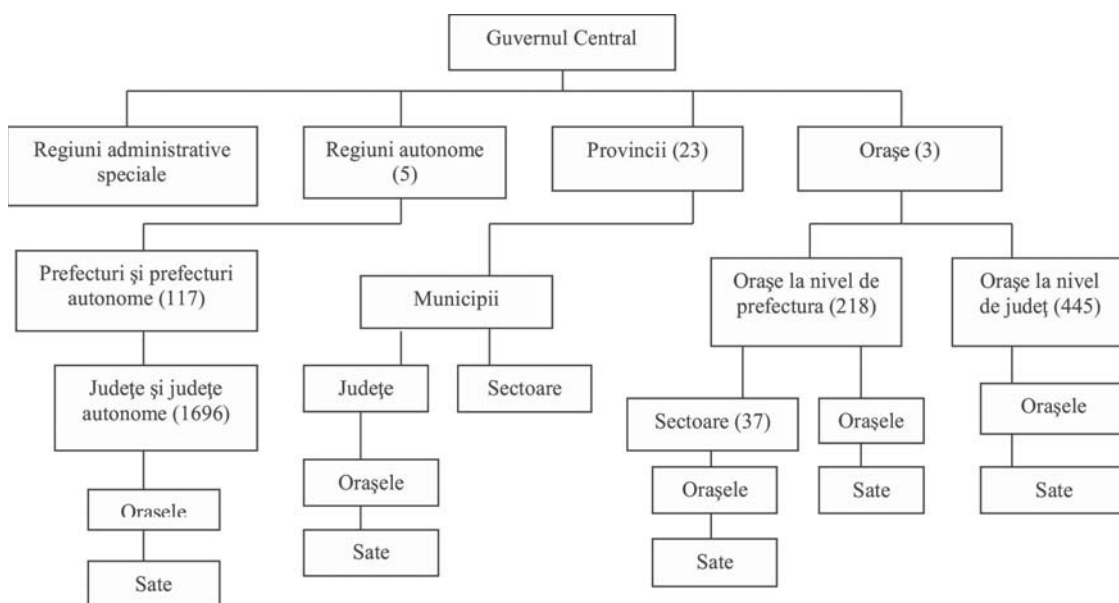 Guvernul Central
Regiuni administrative
speciale
Regiuni autonome
(5)
Provincii (23)
Orașe (3)
Prefecturi și prefecturi
autonome (117)
Municipii
Orașe la nivel de
prefectura (218)
Orașe la nivel
de județ (445)
Județe și județe
autonome (1696)
Județe
Sectoare
Sectoare (37)
Orașele
Orașele
Orasele
Orașele
Orașele
Sate
Sate
Sate
Sate
Sate